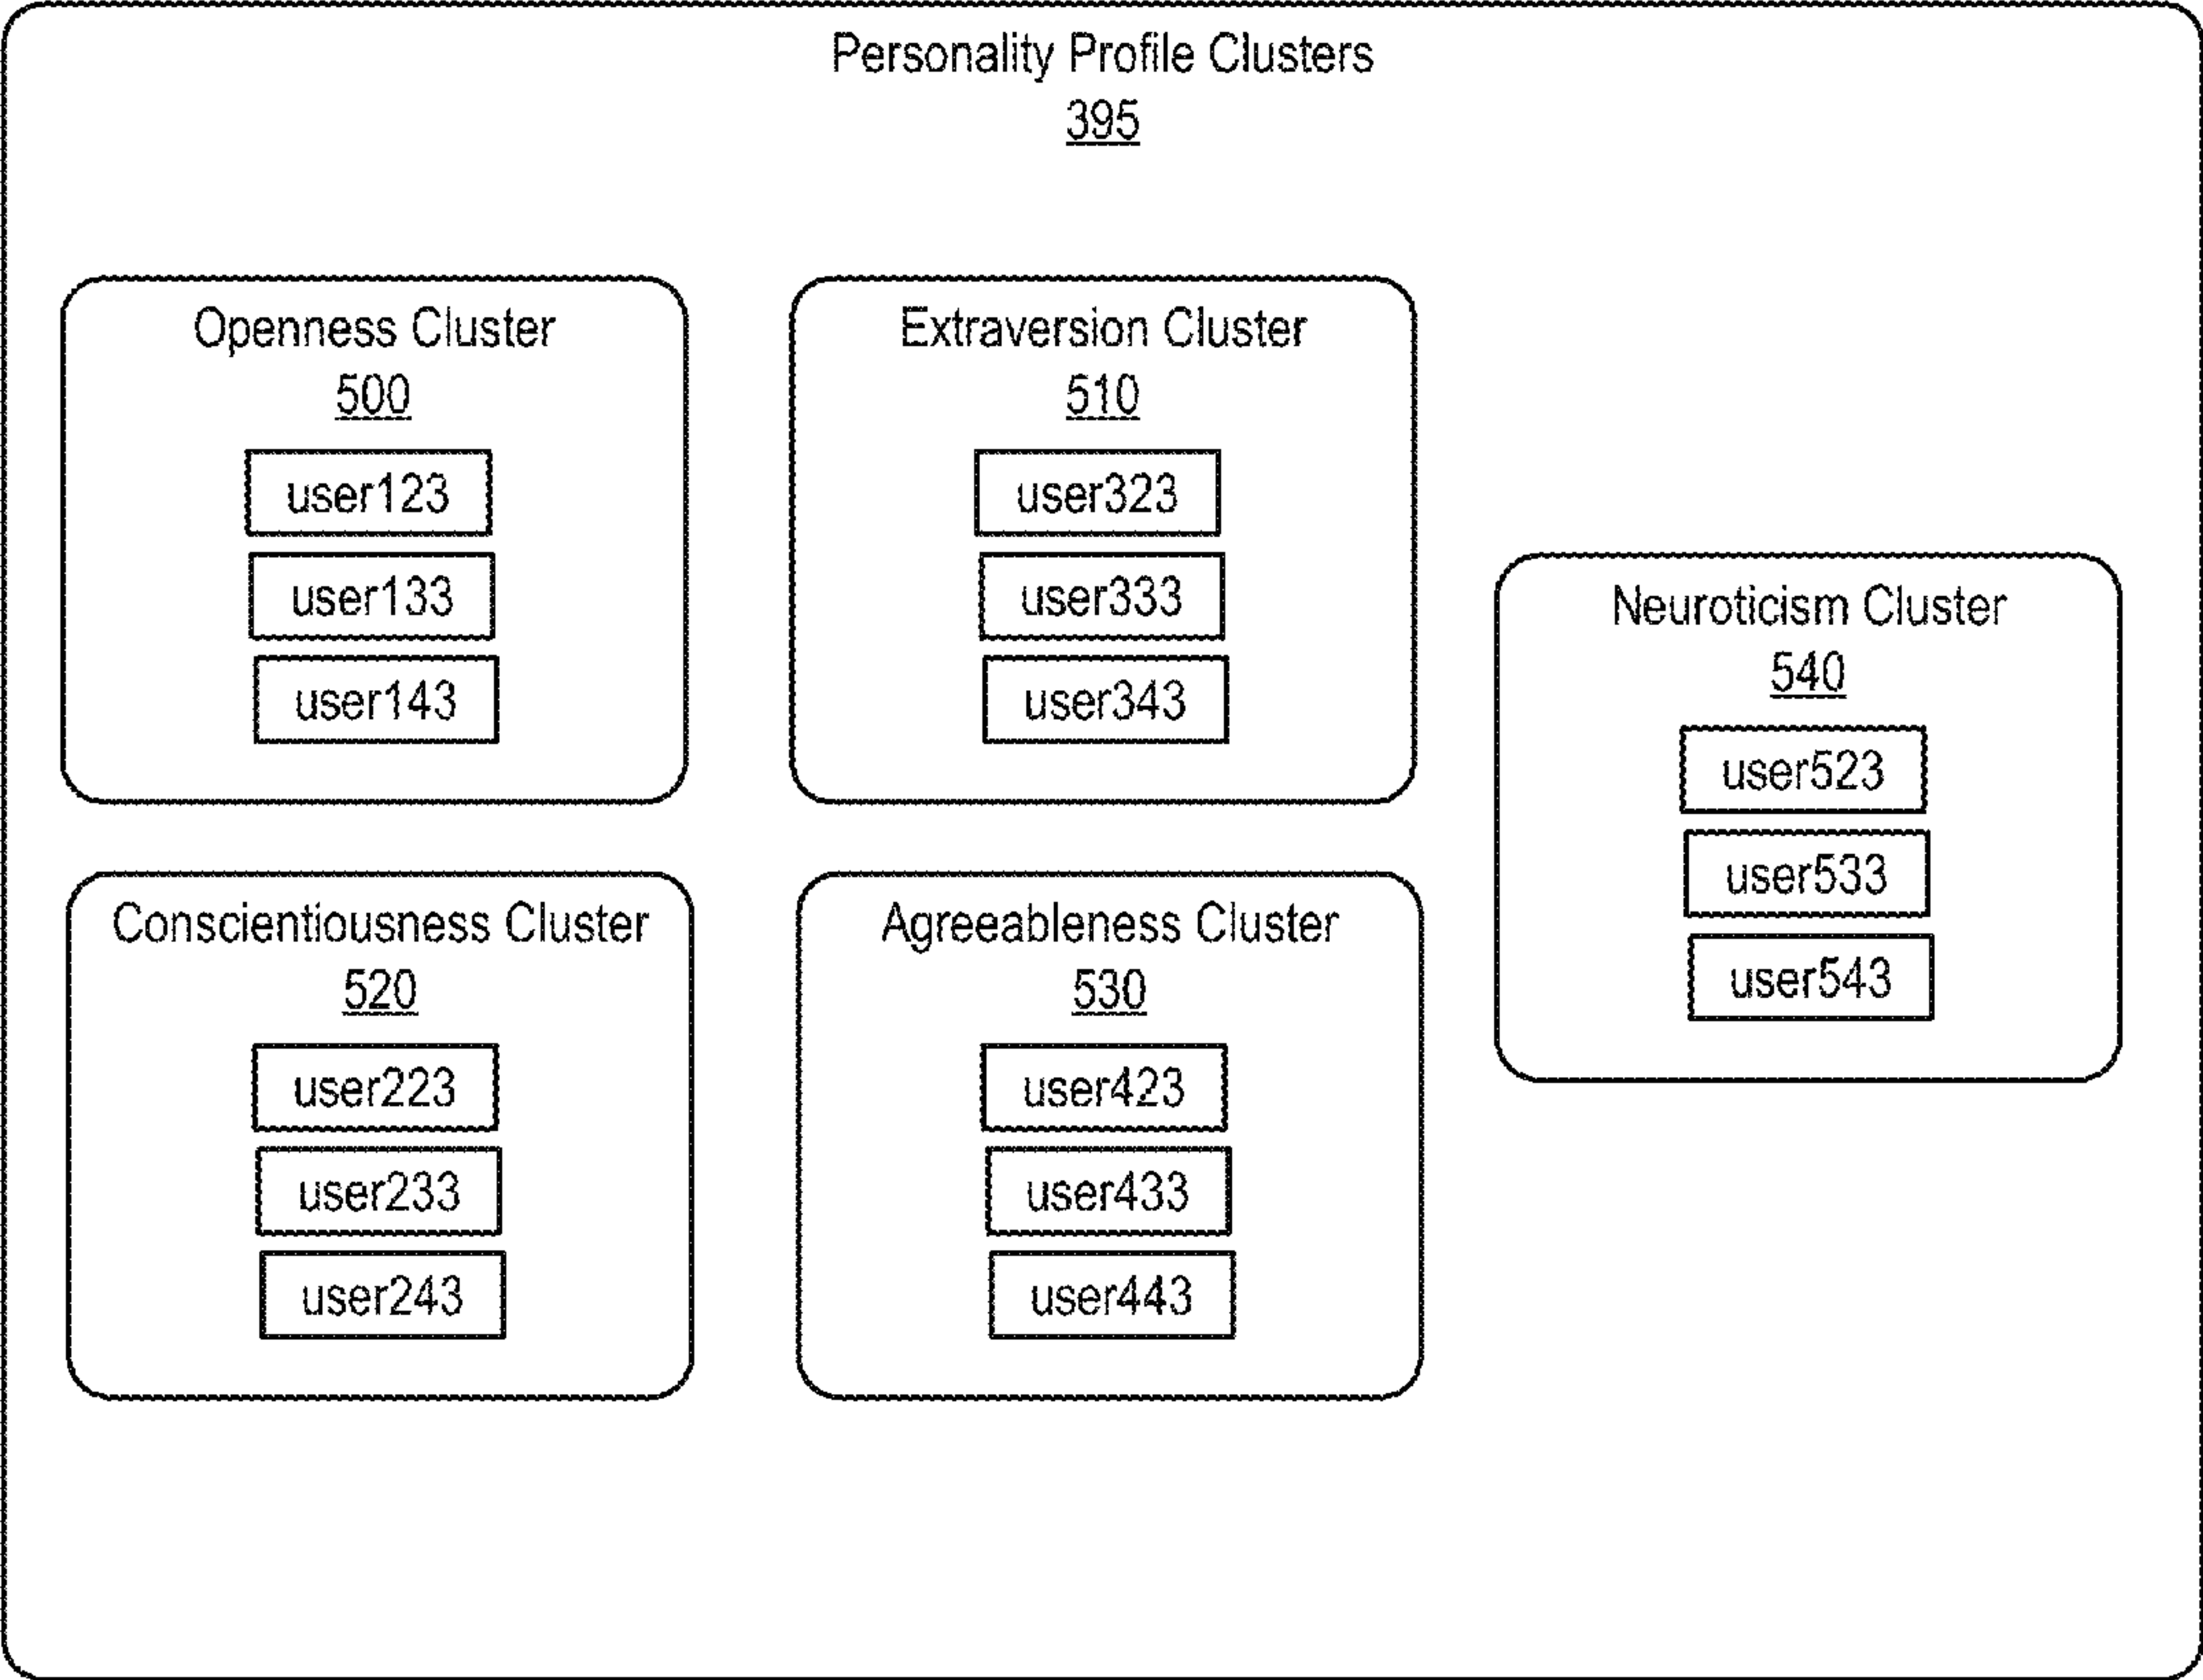 Personality Profile Clusters
395
Openness Cluster
500
user123
user133
user143
Extraversion Cluster
510
user323
user333
user343
Conscientiousness Cluster
520
user223
user233
user243
Agreeableness Cluster
530
user423
user433
user443
Neuroticism Cluster
540
user523
user533
user543